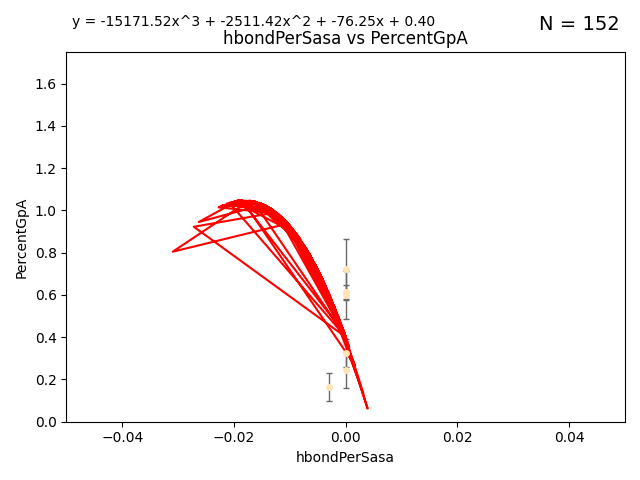 y = -15171.52x^3 + -2511.42x^2 + -76.25x + 0.40
N = 152
hbondPerSasa vs PercentGpA
1.6
1.4
1.2
1.0
0.8
0.6
0.4
0.2
0.0
PercentGpA
−0.04
−0.02
0.00
0.02
0.04
hbondPerSasa